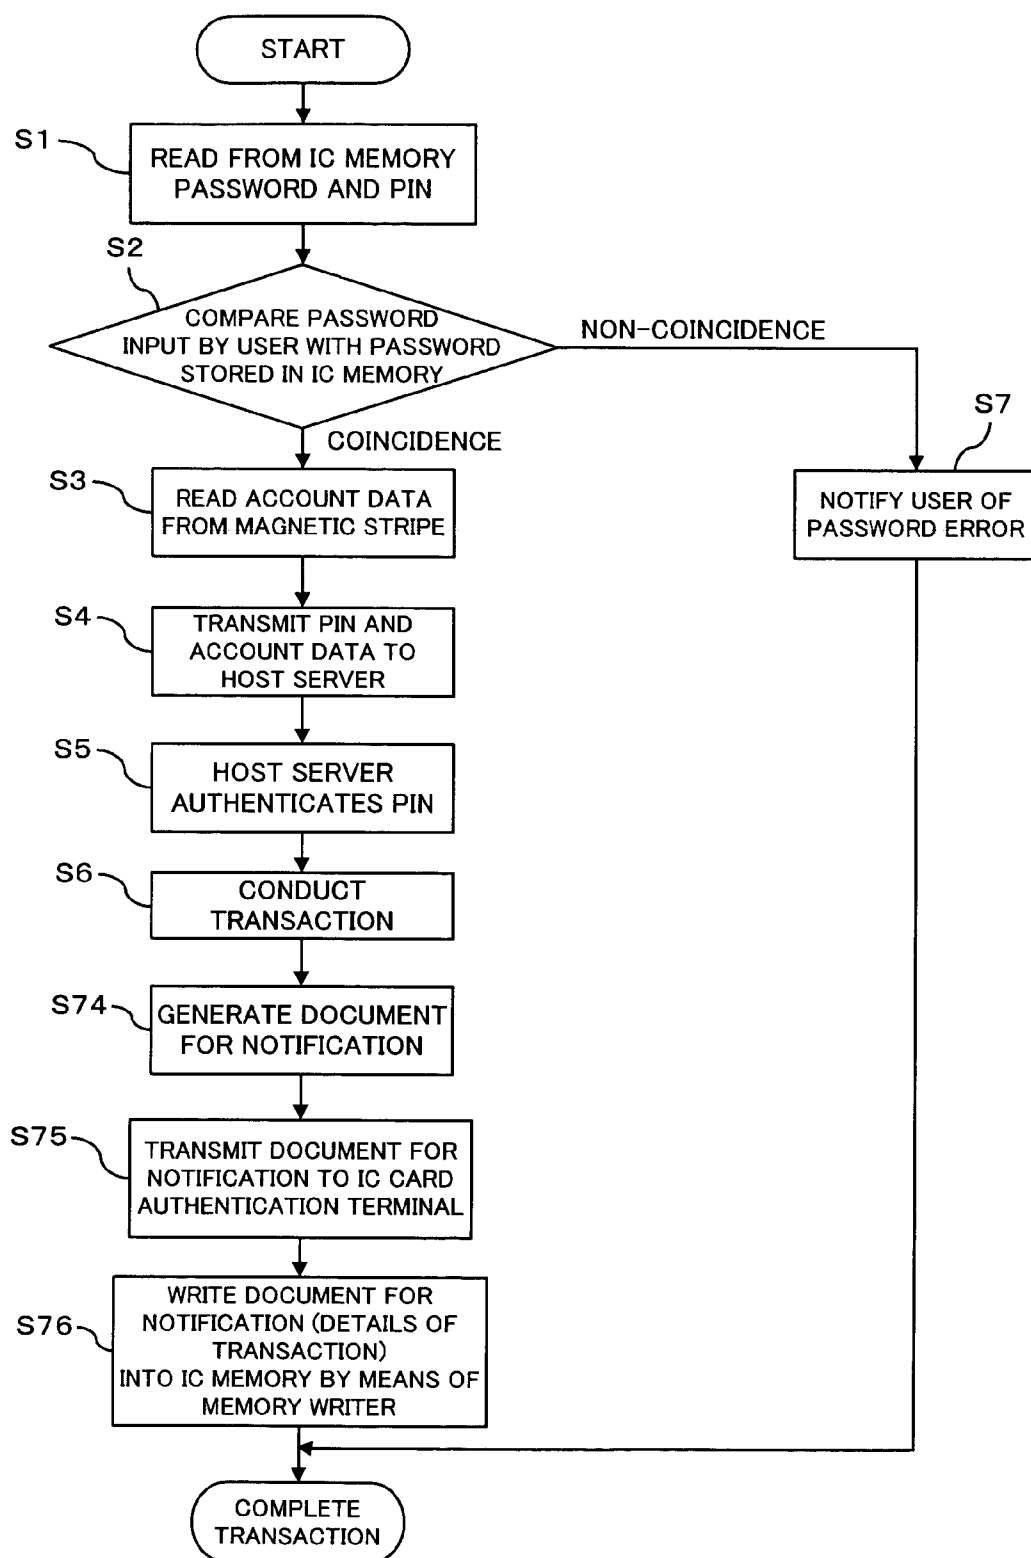 START
S1
READ FROM IC MEMORY
PASSWORD AND PIN
S2
COMPARE PASSWORD
INPUT BY USER WITH PASSWORD
STORED IN IC MEMORY
NON-COINCIDENCE
COINCIDENCE
S7
NOTIFY USER OF
PASSWORD ERROR
S3
READ ACCOUNT DATA
FROM MAGNETIC STRIPE
S4
TRANSMIT PIN AND
ACCOUNT DATA TO
HOST SERVER
S5
HOST SERVER
AUTHENTICATES PIN
S6
CONDUCT
TRANSACTION
S74
GENERATE DOCUMENT
FOR NOTIFICATION
S75
TRANSMIT DOCUMENT FOR
NOTIFICATION TO IC CARD
AUTHENTICATION TERMINAL
S76
WRITE DOCUMENT FOR
NOTIFICATION (DETAILS OF
TRANSACTION)
INTO IC MEMORY BY MEANS OF
MEMORY WRITER
COMPLETE
TRANSACTION